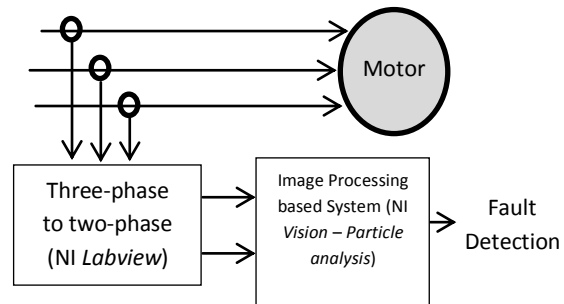 Motor
Three-phase
to two-phase
(NI Labview)
Image Processing
based System (NI
Vision – Particle
analysis)
Fault
Detection